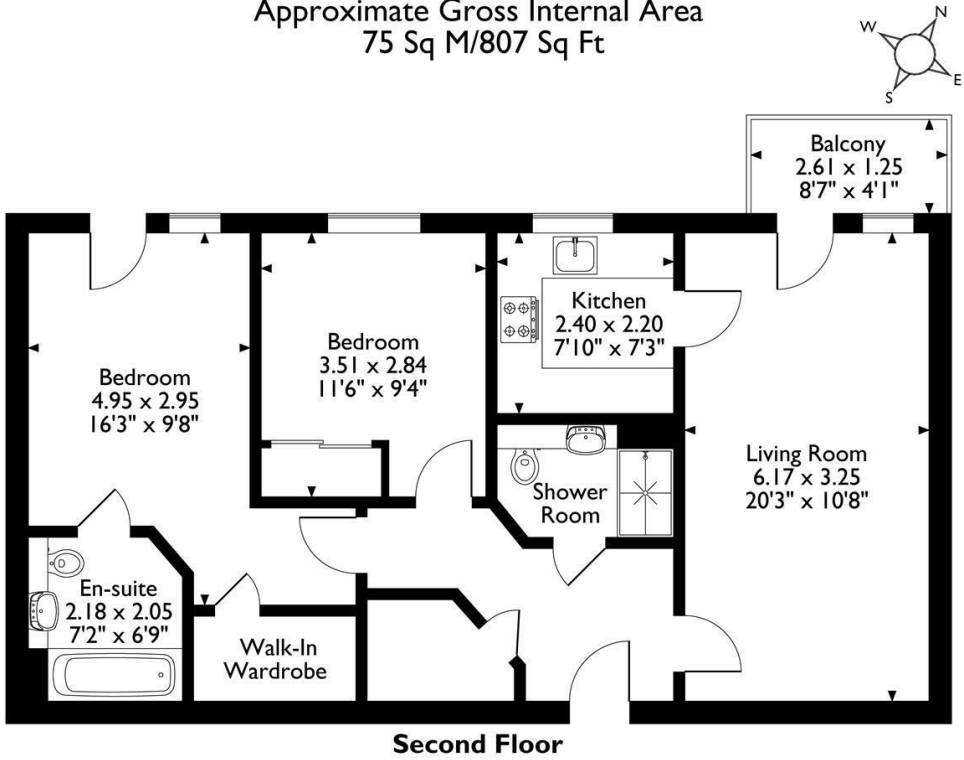 Approximate Gross Internal Area
75 Sq M/807 Sq Ft
N
W
E
S
Balcony
2.61 x 1.25
8'7" x 4'1"
Kitchen
2.40 x 2.20
7'10" x 7'3"
Bedroom
3.51 x 2.84
11'6" x 9'4"
Bedroom
4.95 x 2.95
16'3" x 9'8"
Living Room
6.17 x 3.25
20'3" x 10'8"
Shower
Room
En-suite
2.18 x 2.05
7'2" x 6'9"
Walk-In
Wardrobe
Second Floor